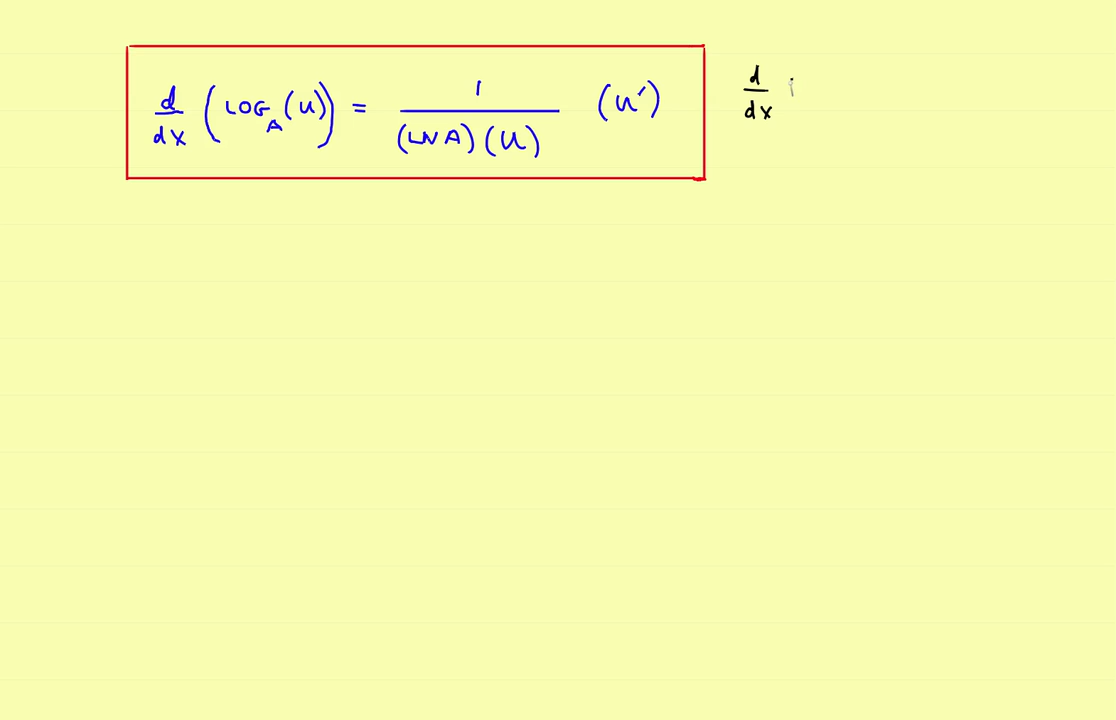 d/dx (LOG_A(u)) = 1/((LN A)(u)) (u′)
d/dx